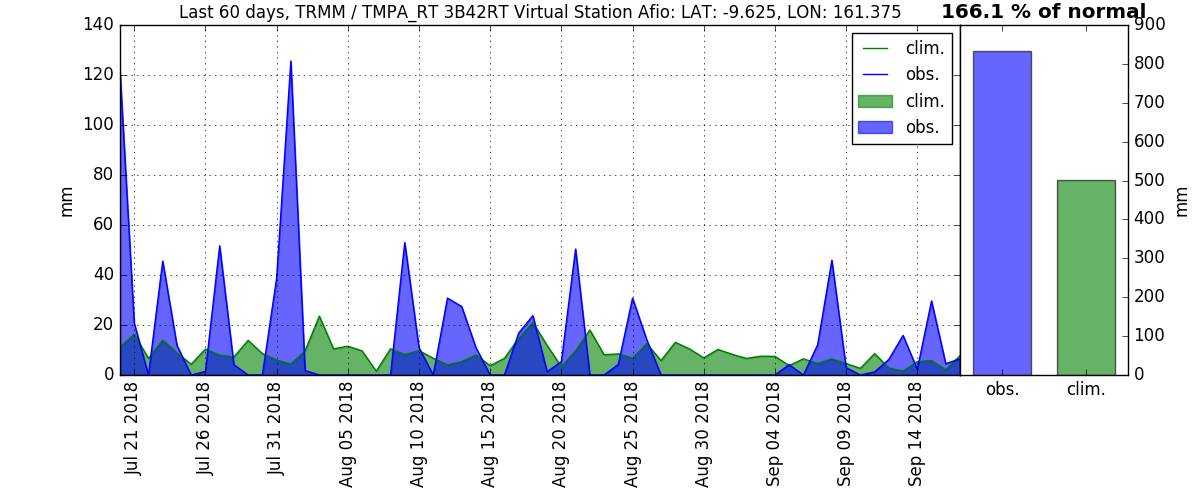 Last 60 days, TRMM / TMPA_RT 3B42RT Virtual Station Afio: LAT: -9.625, LON: 161.375
166.1 % of normal
140
120
100
80
60
40
20
0
mm
clim.
obs.
clim.
obs.
900
800
700
600
500
400
300
200
100
0
mm
Jul 21 2018
Jul 26 2018
Jul 31 2018
Aug 05 2018
Aug 10 2018
Aug 15 2018
Aug 20 2018
Aug 25 2018
Aug 30 2018
Sep 04 2018
Sep 09 2018
Sep 14 2018
obs.
clim.